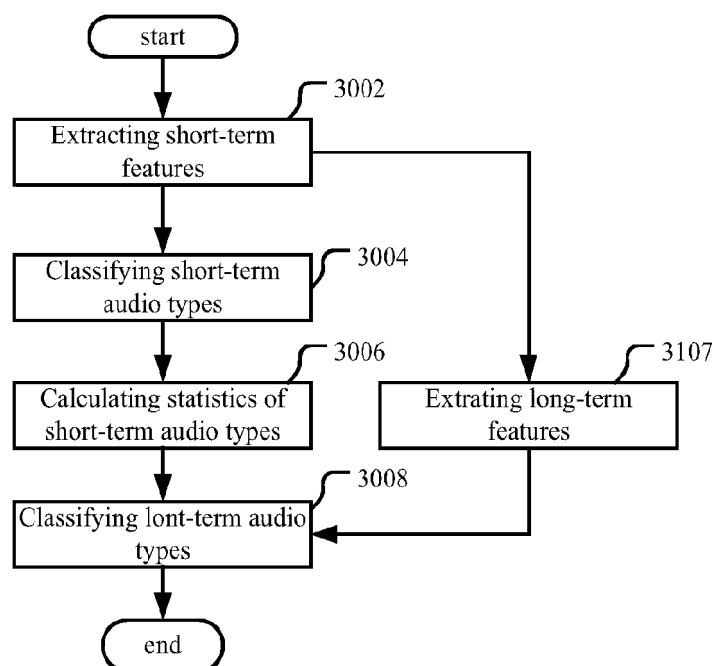 start
3002
Extracting short-term
features
3004
Classifying short-term
audio types
3006
Calculating statistics of
short-term audio types
3107
Extrating long-term
features
3008
Classifying lont-term audio
types
end